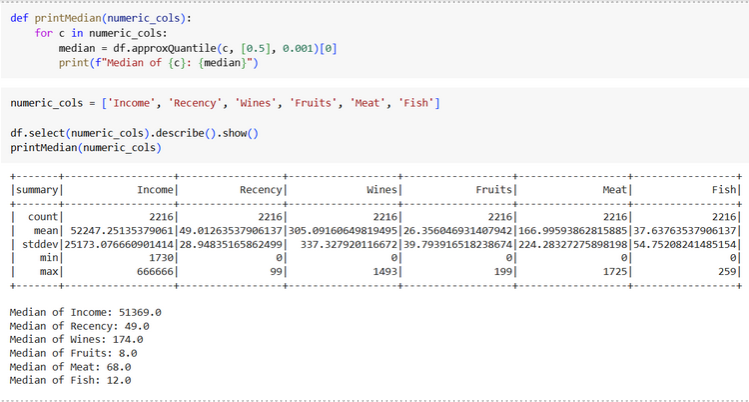 def printMedian(numeric_cols):
    for c in numeric_cols:
        median = df.approxQuantile(c, [0.5], 0.001)[0]
        print(f"Median of {c}: {median}")
numeric_cols = ['Income', 'Recency', 'Wines', 'Fruits', 'Meat', 'Fish']
df.select(numeric_cols).describe().show()
printMedian(numeric_cols)
+-------+------------------+-----------------+------------------+------------------+------------------+-----------------+
|summary|            Income|          Recency|             Wines|            Fruits|              Meat|             Fish|
+-------+------------------+-----------------+------------------+------------------+------------------+-----------------+
|  count|              2216|             2216|              2216|              2216|              2216|             2216|
|   mean| 52247.25135379061|49.01263537906137|305.09160649819495|26.356046931407942|166.99593862815885|37.63763537906137|
| stddev|25173.076660901414|28.94835165862499|  337.327920116672|39.793916518238674|224.28327275898198|54.75208241485154|
|    min|              1730|                0|                 0|                 0|                 0|                0|
|    max|            666666|               99|              1493|               199|              1725|              259|
+-------+------------------+-----------------+------------------+------------------+------------------+-----------------+
Median of Income: 51369.0
Median of Recency: 49.0
Median of Wines: 174.0
Median of Fruits: 8.0
Median of Meat: 68.0
Median of Fish: 12.0